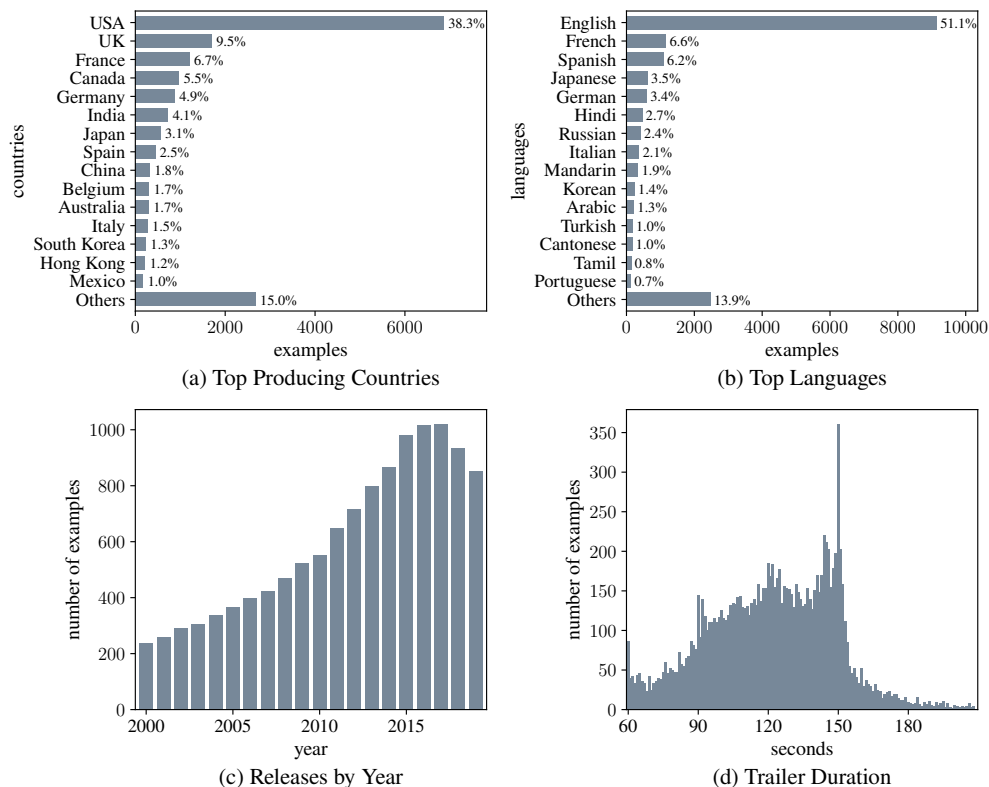 USA 38.3%
UK 9.5%
France 6.7%
Canada 5.5%
Germany 4.9%
India 4.1%
Japan 3.1%
Spain 2.5%
China 1.8%
Belgium 1.7%
Australia 1.7%
Italy 1.5%
South Korea 1.3%
Hong Kong 1.2%
Mexico 1.0%
Others 15.0%
countries
0 2000 4000 6000
examples
(a) Top Producing Countries
English 51.1%
French 6.6%
Spanish 6.2%
Japanese 3.5%
German 3.4%
Hindi 2.7%
Russian 2.4%
Italian 2.1%
Mandarin 1.9%
Korean 1.4%
Arabic 1.3%
Turkish 1.0%
Cantonese 1.0%
Tamil 0.8%
Portuguese 0.7%
Others 13.9%
languages
0 2000 4000 6000 8000 10000
examples
(b) Top Languages
1000
800
600
400
200
0
number of examples
2000 2005 2010 2015
year
(c) Releases by Year
350
300
250
200
150
100
50
0
number of examples
60 90 120 150 180
seconds
(d) Trailer Duration